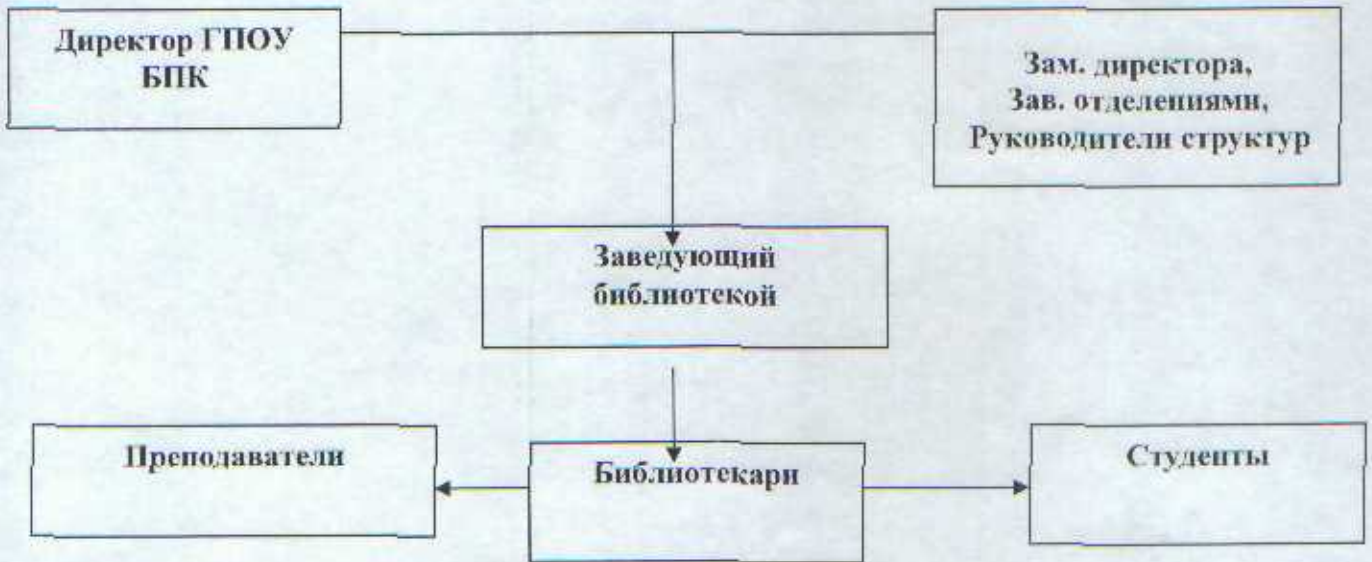 Директор ГПОУ
БПК
Зам. директора,
Зав. отделениями,
Руководители структур
Заведующий
библиотекой
Преподаватели
Библиотекари
Студенты